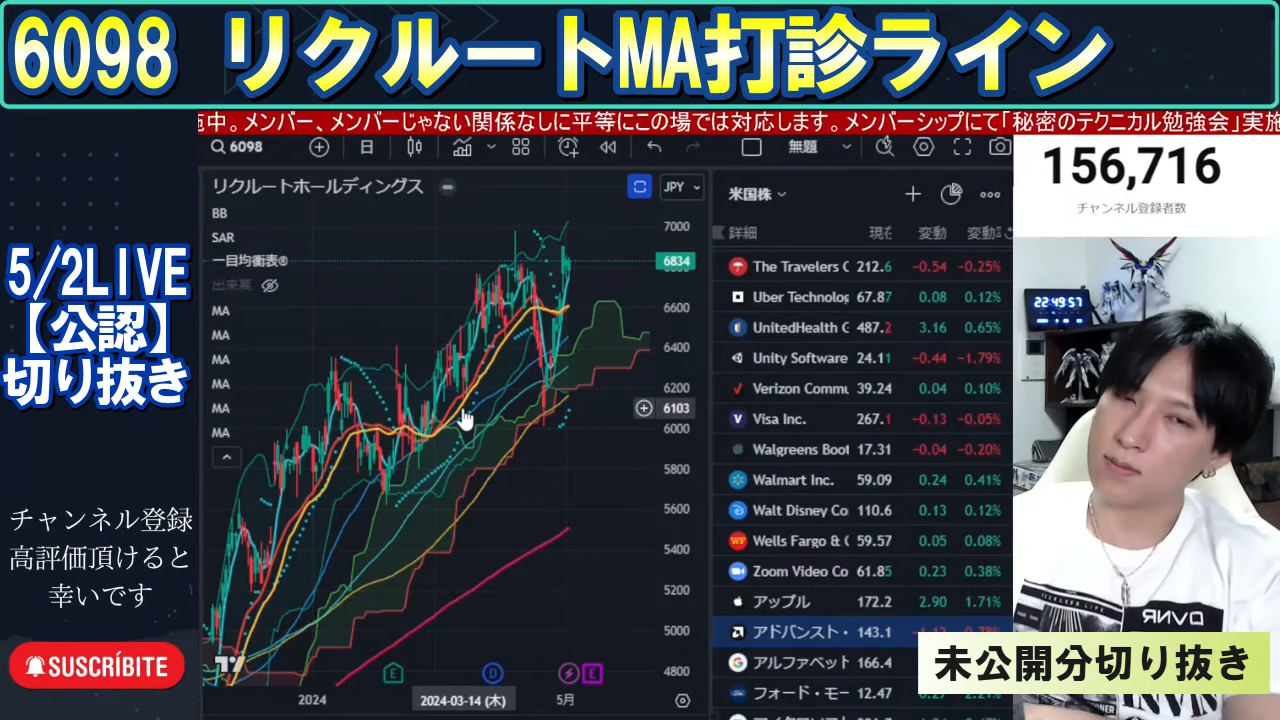 6098 リクルートMA打診ライン
施中。メンバー、メンバーじゃない関係なしに平等にこの場では対応します。メンバーシップにて「秘密のテクニカル勉強会」実施
6098
日
無題
156,716
チャンネル登録者数
5/2LIVE
【公認】
切り抜き
チャンネル登録
高評価頂けると
幸いです
SUSCRÍBITE
リクルートホールディングス
JPY
BB
SAR
一目均衡表
出来高
MA
MA
MA
MA
MA
MA
7000
6834
6600
6400
6200
6103
6000
5800
5600
5400
5200
5000
4800
E
D
E
2024
2024-03-14 (木)
5月
米国株
詳細 現在 変動 変動
The Travelers C 212.6 −0.54 −0.25%
Uber Technolog 67.87 0.08 0.12%
UnitedHealth G 487.2 3.16 0.65%
Unity Software 24.11 −0.44 −1.79%
Verizon Commu 39.24 0.04 0.10%
Visa Inc. 267.1 −0.13 −0.05%
Walgreens Boot 17.31 −0.04 −0.20%
Walmart Inc. 59.09 0.24 0.41%
Walt Disney Co 110.6 0.13 0.12%
Wells Fargo & C 59.57 0.05 0.08%
Zoom Video Co 61.85 0.23 0.38%
アップル 172.2 2.90 1.71%
アドバンスト・ 143.1
アルファベット 166.4
フォード・モー 12.47
22:49:57
DVNR
未公開分切り抜き